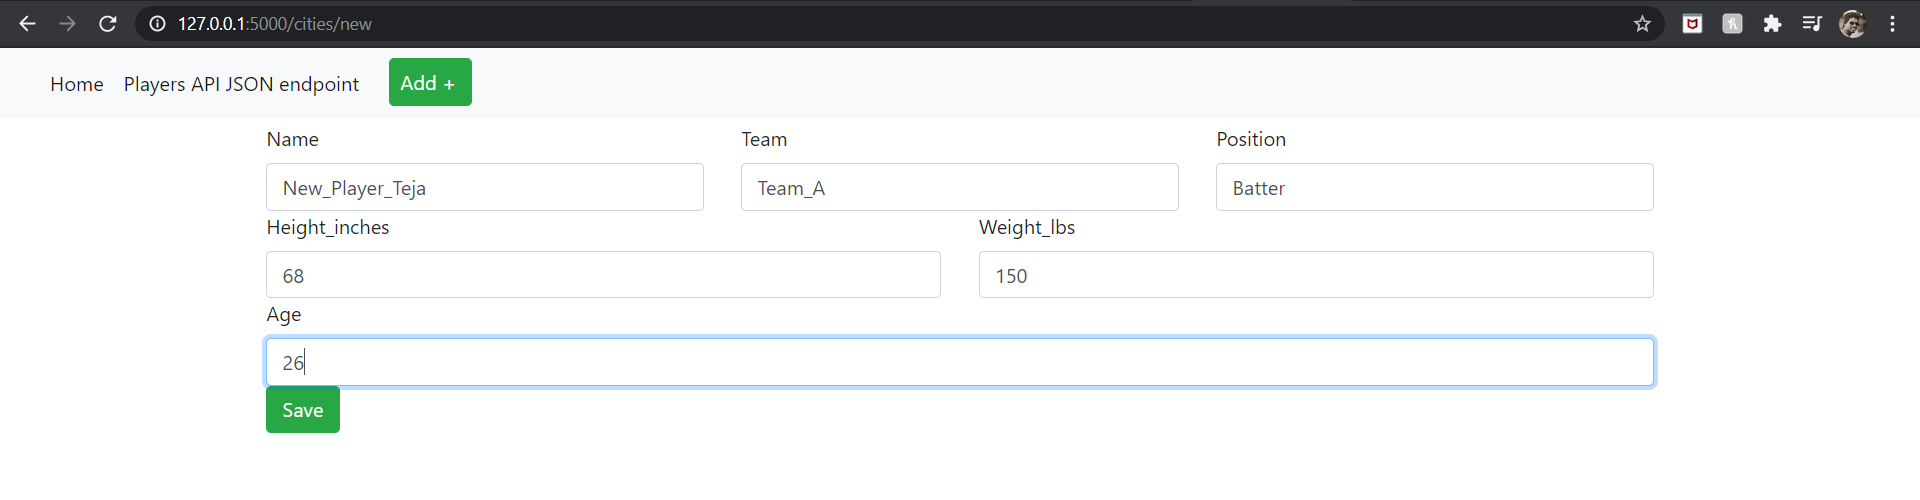 127.0.0.1:5000/cities/new
Home Players API JSON endpoint Add +
Name Team Position
New_Player_Teja Team_A Batter
Height_inches Weight_lbs
68 150
Age
26
Save